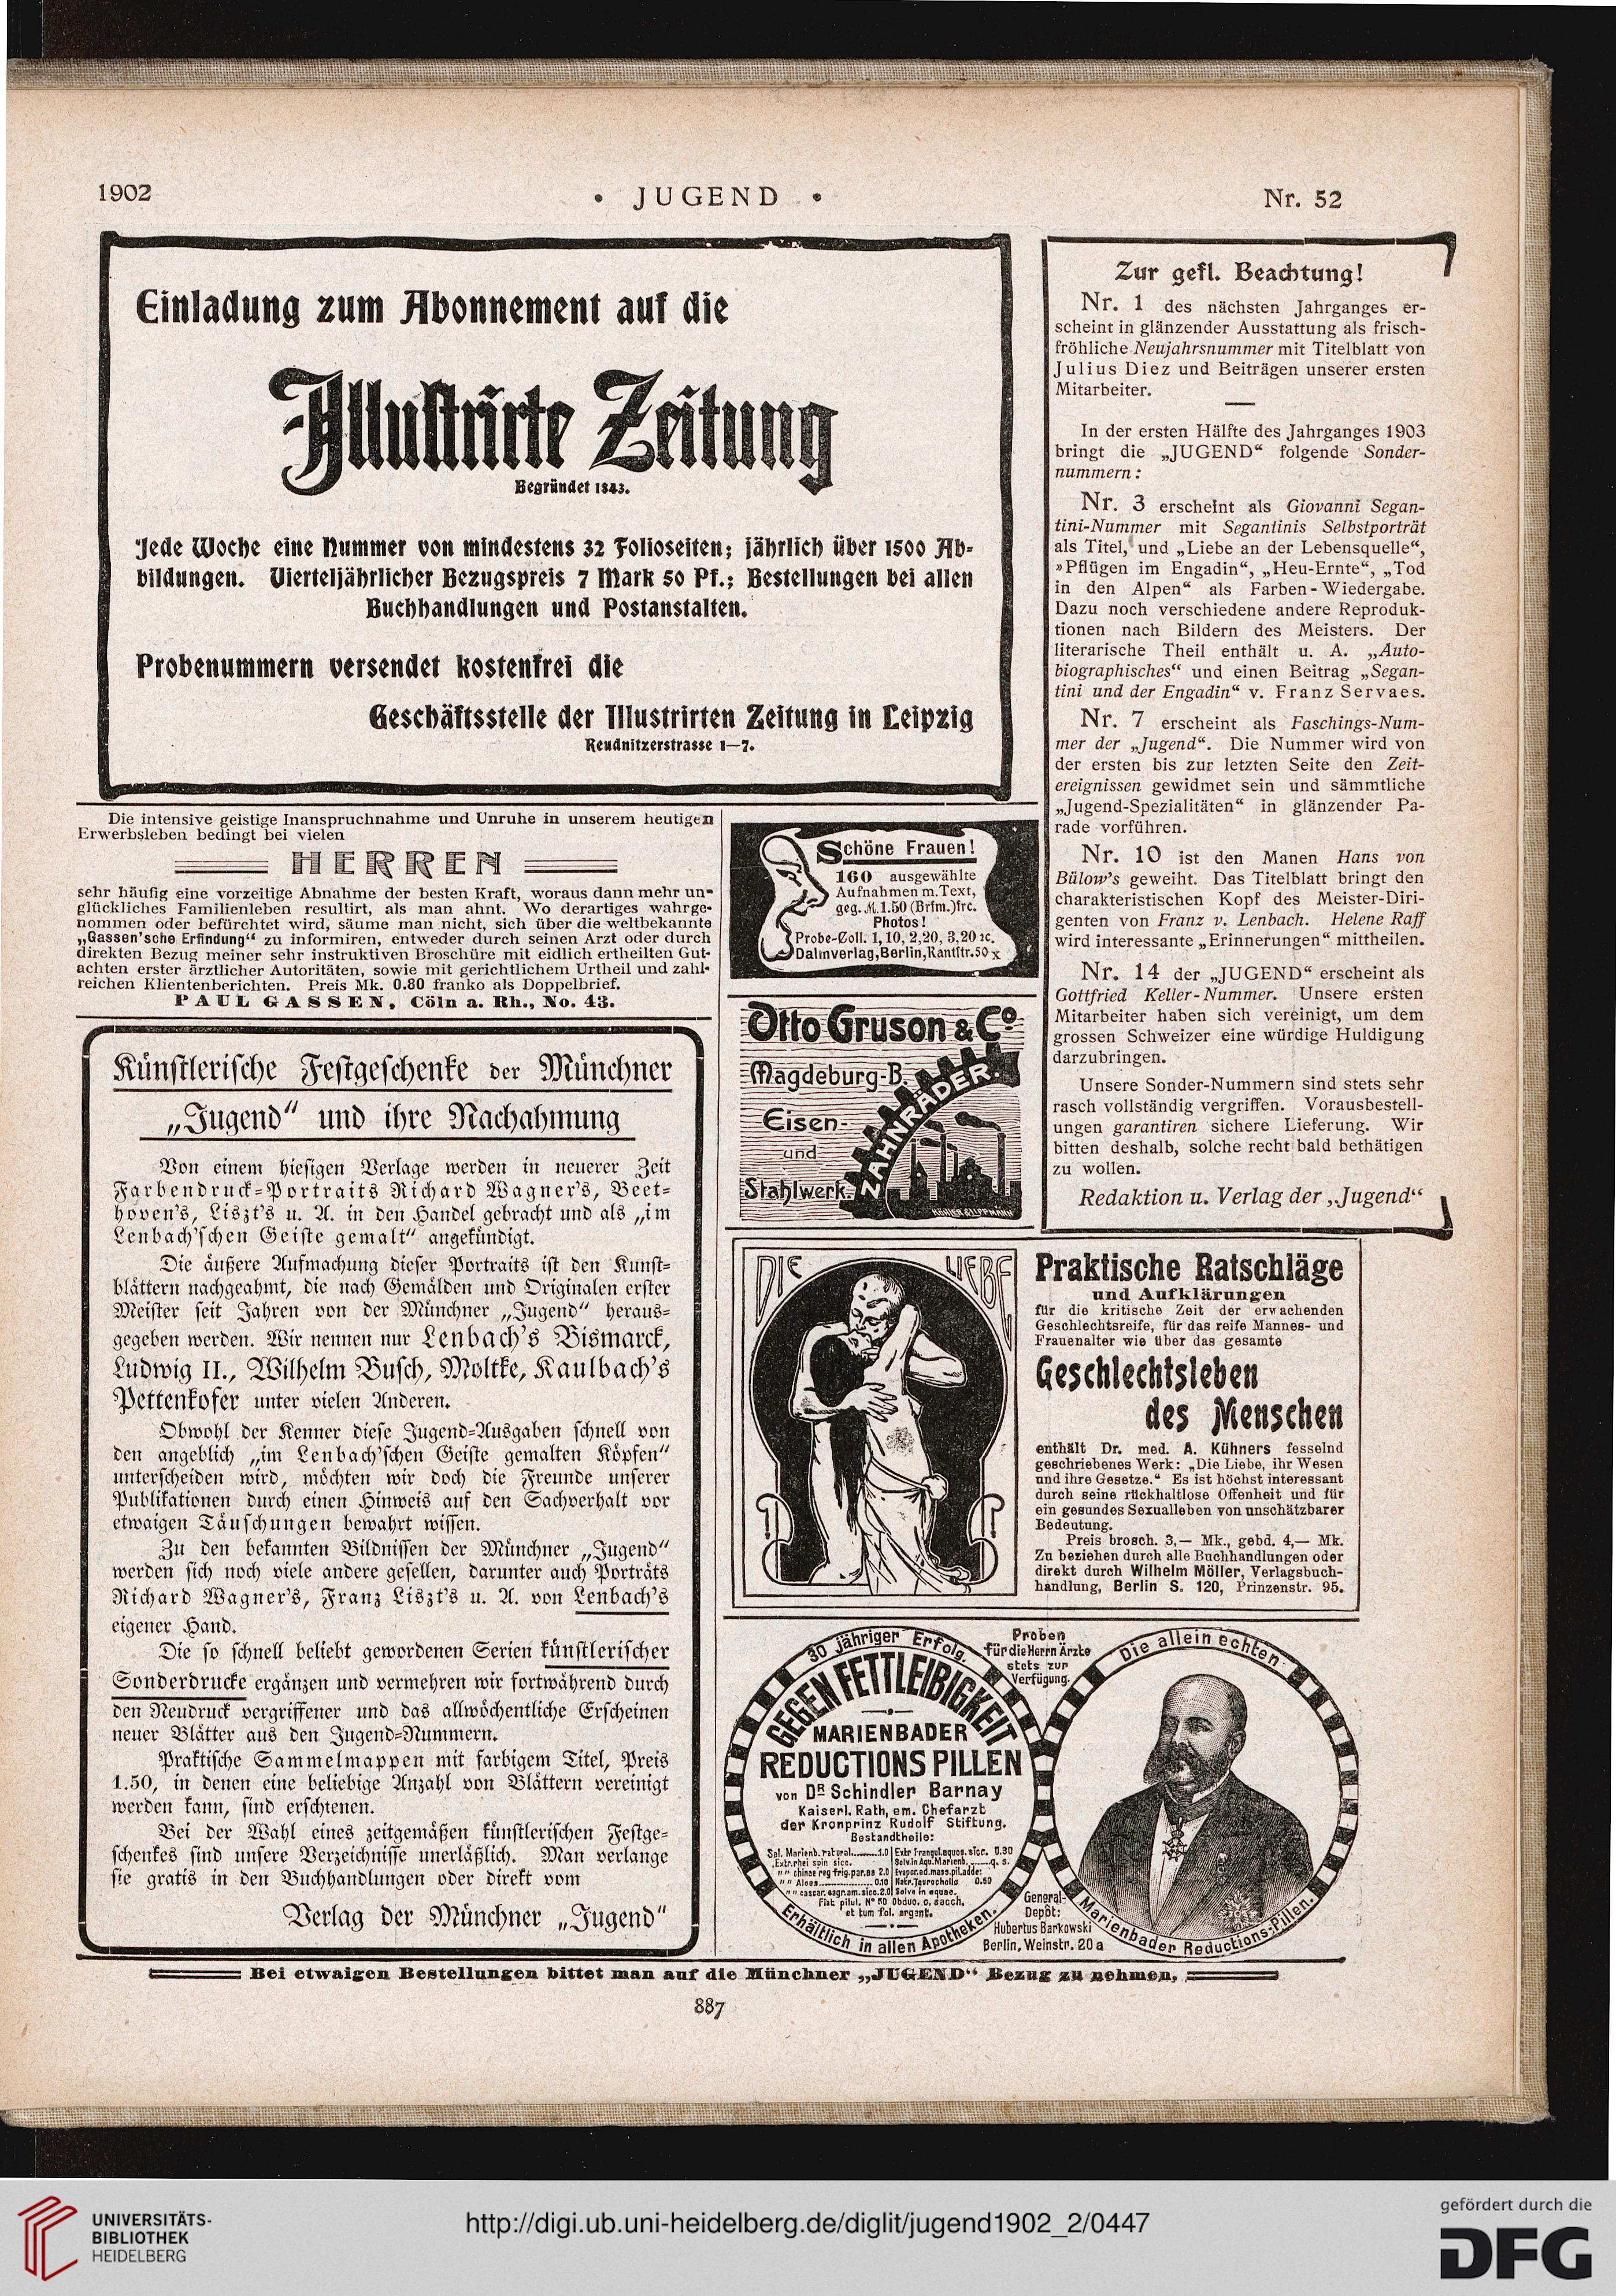 1902
• JUGEND •
Nr. 52
Einladung zum Abonnement auf die
Illustrirte Zeitung
Begründet 1843.
Jede Woche eine Nummer von mindestens 32 Folioseiten; jährlich über 1500 Ab-
bildungen. Vierteljährlicher Bezugspreis 7 Mark 50 Pf.; Bestellungen bei allen
Buchhandlungen und Postanstalten.
Probenummern versendet kostenfrei die
Geschäftsstelle der Illustrirten Zeitung in Leipzig
Reudnitzerstrasse 1—7.
Die intensive geistige Inanspruchnahme und Unruhe in unserem heutigen
Erwerbsleben bedingt bei vielen
HERREN
sehr häufig eine vorzeitige Abnahme der besten Kraft, woraus dann mehr un-
glückliches Familienleben resultirt, als man ahnt. Wo derartiges wahrge-
nommen oder befürchtet wird, säume man nicht, sich über die weltbekannte
„Gassen'sche Erfindung“ zu informiren, entweder durch seinen Arzt oder durch
direkten Bezug meiner sehr instruktiven Broschüre mit eidlich ertheilten Gut-
achten erster ärztlicher Autoritäten, sowie mit gerichtlichem Urtheil und zahl-
reichen Klientenberichten. Preis Mk. 0.80 franko als Doppelbrief.
PAUL GASSEN, Cöln a. Rh., No. 43.
Künstlerische Festgeschenke der Münchner
„Jugend“ und ihre Nachahmung
Von einem hiesigen Verlage werden in neuerer Zeit
Farbendruck-Portraits Richard Wagner's, Beet-
hoven's, Liszt's u. A. in den Handel gebracht und als „im
Lenbach'schen Geiste gemalt“ angekündigt.
Die äußere Aufmachung dieser Portraits ist den Kunst-
blättern nachgeahmt, die nach Gemälden und Originalen erster
Meister seit Jahren von der Münchner „Jugend“ heraus-
gegeben werden. Wir nennen nur Lenbach's Bismarck,
Ludwig II., Wilhelm Busch, Moltke, Kaulbach's
Pettenkofer unter vielen Anderen.
Obwohl der Kenner diese Jugend-Ausgaben schnell von
den angeblich „im Lenbach'schen Geiste gemalten Köpfen“
unterscheiden wird, möchten wir doch die Freunde unserer
Publikationen durch einen Hinweis auf den Sachverhalt vor
etwaigen Täuschungen bewahrt wissen.
Zu den bekannten Bildnissen der Münchner „Jugend“
werden sich noch viele andere gesellen, darunter auch Porträts
Richard Wagner's, Franz Liszt's u. A. von Lenbach's
eigener Hand.
Die so schnell beliebt gewordenen Serien künstlerischer
Sonderdrucke ergänzen und vermehren wir fortwährend durch
den Neudruck vergriffener und das allwöchentliche Erscheinen
neuer Blätter aus den Jugend-Nummern.
Praktische Sammelmappen mit farbigem Titel, Preis
1.50, in denen eine beliebige Anzahl von Blättern vereinigt
werden kann, sind erschienen.
Bei der Wahl eines zeitgemäßen künstlerischen Festge-
schenkes sind unsere Verzeichnisse unerläßlich. Man verlange
sie gratis in den Buchhandlungen oder direkt vom
Verlag der Münchner „Jugend“
Schöne Frauen!
160 ausgewählte
Aufnahmen m. Text,
geg. M. 1.50 (Brfm.) frc.
Photos!
Probe-Coll. 1,10, 2,20, 3,20 ꝛc.
Dalmverlag, Berlin, Kantstr. 50 x
Otto Gruson & Co.
Magdeburg-B.
Eisen-
und
Stahlwerk.
ZAHNRÄDER.
DIE LIEBE
Praktische Ratschläge
und Aufklärungen
für die kritische Zeit der erwachenden
Geschlechtsreife, für das reife Mannes- und
Frauenalter wie über das gesamte
Geschlechtsleben
des Menschen
enthält Dr. med. A. Kühners fesselnd
geschriebenes Werk: „Die Liebe, ihr Wesen
und ihre Gesetze.“ Es ist höchst interessant
durch seine rückhaltlose Offenheit und für
ein gesundes Sexualleben von unschätzbarer
Bedeutung.
Preis brosch. 3,— Mk., gebd. 4,— Mk.
Zu beziehen durch alle Buchhandlungen oder
direkt durch Wilhelm Möller, Verlagsbuch-
handlung, Berlin S. 120, Prinzenstr. 95.
30 jähriger Erfolg.
GEGEN FETTLEIBIGKEIT
MARIENBADER
REDUCTIONS PILLEN
von Dr Schindler Barnay
Kaiserl. Rath, em. Chefarzt
der Kronprinz Rudolf Stiftung.
Bestandtheile:
Erhältlich in allen Apotheken.
Proben
für die Herrn Ärzte
stets zur
Verfügung.
General-
Depôt:
Hubertus Barkowski
Berlin, Weinstr. 20a
Die allein echten
Marienbader Reductions-Pillen.
Zur gefl. Beachtung!
Nr. 1 des nächsten Jahrganges er-
scheint in glänzender Ausstattung als frisch-
fröhliche Neujahrsnummer mit Titelblatt von
Julius Diez und Beiträgen unserer ersten
Mitarbeiter.
In der ersten Hälfte des Jahrganges 1903
bringt die „JUGEND“ folgende Sonder-
nummern:
Nr. 3 erscheint als Giovanni Segan-
tini-Nummer mit Segantinis Selbstporträt
als Titel, und „Liebe an der Lebensquelle“,
»Pflügen im Engadin“, „Heu-Ernte“, „Tod
in den Alpen“ als Farben-Wiedergabe.
Dazu noch verschiedene andere Reproduk-
tionen nach Bildern des Meisters. Der
literarische Theil enthält u. A. „Auto-
biographisches“ und einen Beitrag „Segan-
tini und der Engadin“ v. Franz Servaes.
Nr. 7 erscheint als Faschings-Num-
mer der „Jugend“. Die Nummer wird von
der ersten bis zur letzten Seite den Zeit-
ereignissen gewidmet sein und sämmtliche
„Jugend-Spezialitäten“ in glänzender Pa-
rade vorführen.
Nr. 10 ist den Manen Hans von
Bülow's geweiht. Das Titelblatt bringt den
charakteristischen Kopf des Meister-Diri-
genten von Franz v. Lenbach. Helene Raff
wird interessante „Erinnerungen“ mittheilen.
Nr. 14 der „JUGEND“ erscheint als
Gottfried Keller-Nummer. Unsere ersten
Mitarbeiter haben sich vereinigt, um dem
grossen Schweizer eine würdige Huldigung
darzubringen.
Unsere Sonder-Nummern sind stets sehr
rasch vollständig vergriffen. Vorausbestell-
ungen garantiren sichere Lieferung. Wir
bitten deshalb, solche recht bald bethätigen
zu wollen.
Redaktion u. Verlag der „Jugend“
Bei etwaigen Bestellungen bittet man auf die Münchner „JUGEND“ Bezug zu nehmen.
887
UNIVERSITÄTS-
BIBLIOTHEK
HEIDELBERG
http://digi.ub.uni-heidelberg.de/diglit/jugend1902_2/0447
gefördert durch die
DFG